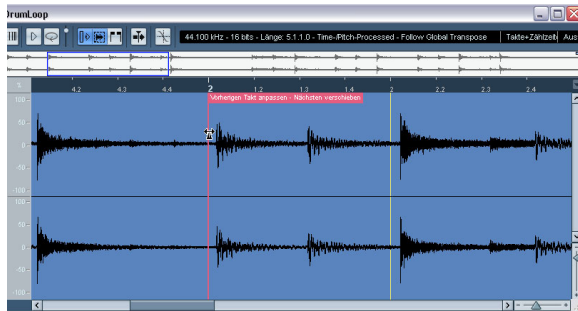 DrumLoop
44.100 kHz - 16 bits - Länge: 5.1.1.0 - Time-/Pitch-Processed - Follow Global Transpose Takte+Zählzeit Aus
% 4.2 4.3 4.4 2 1.2 1.3 1.4 2 2.2 2.3 2.4
Vorherigen Takt anpassen - Nächsten verschieben
100
50
0
-50
-100
100
50
0
-50
-100